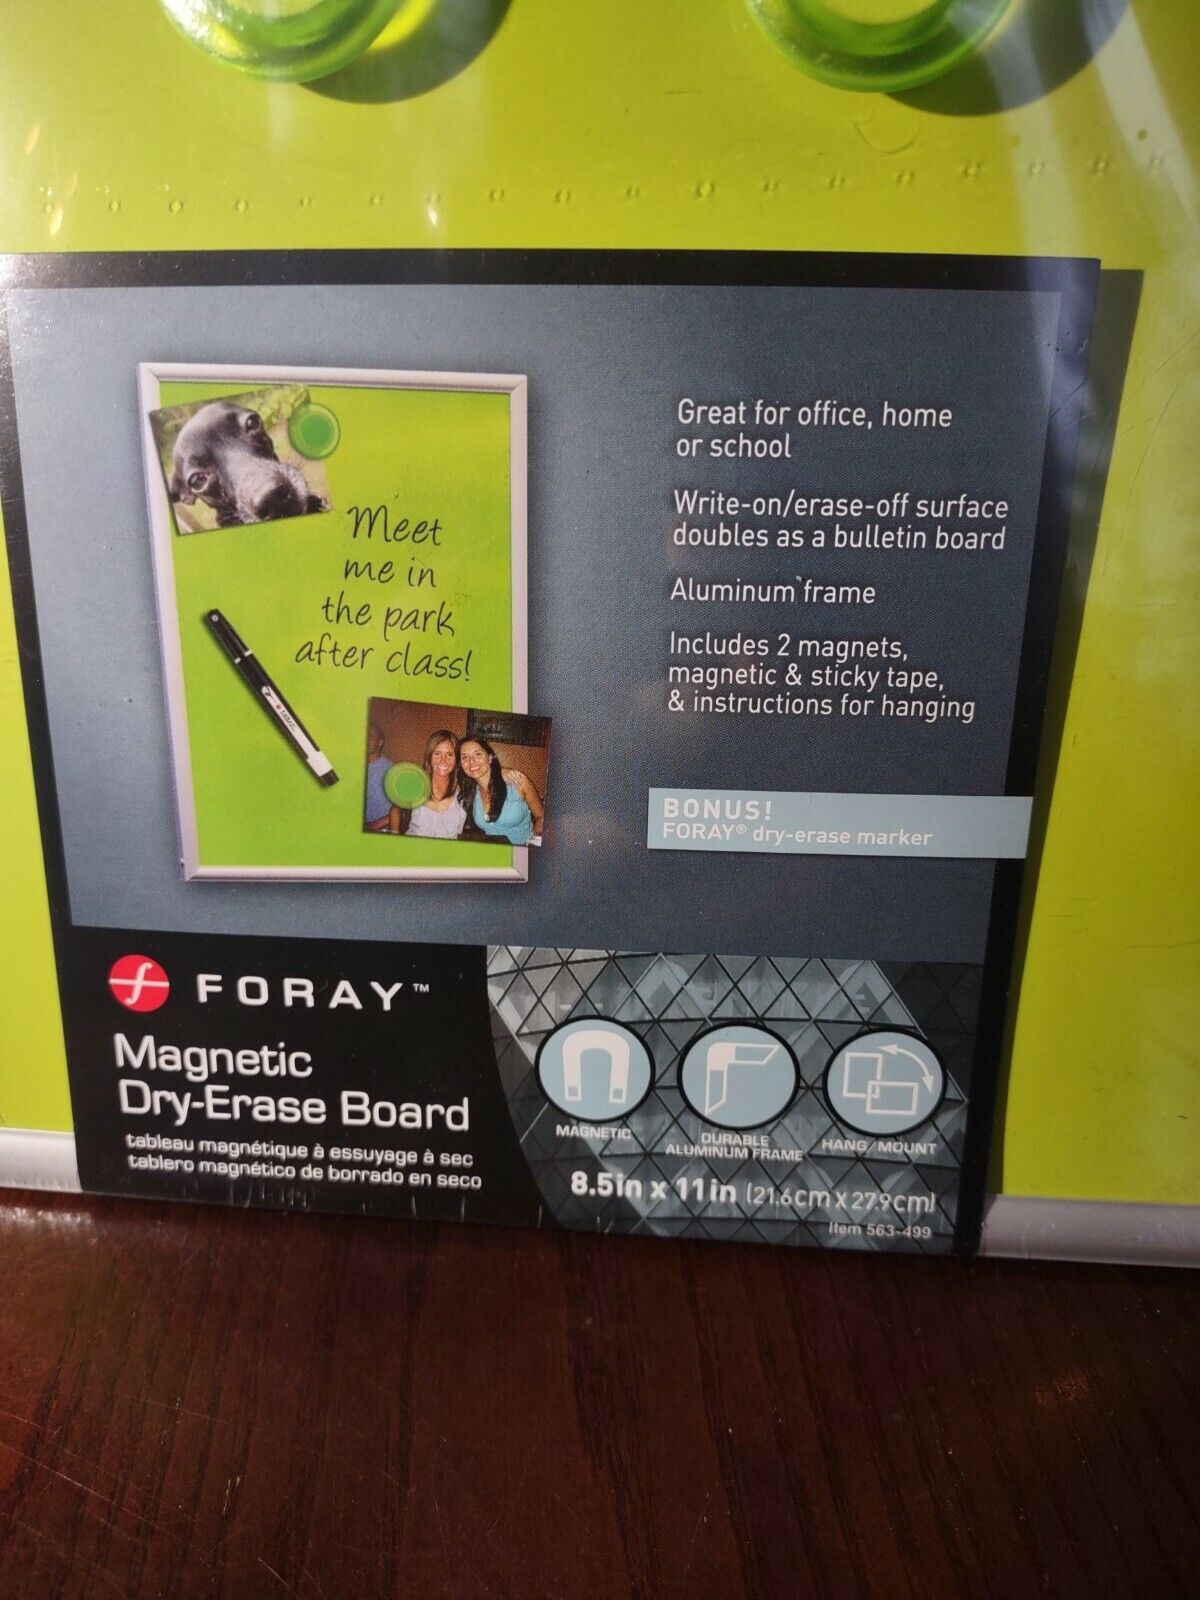 Meet
me in
the park
after class!
Great for office, home
or school
Write-on/erase-off surface
doubles as a bulletin board
Aluminum frame
Includes 2 magnets,
magnetic & sticky tape,
& instructions for hanging
BONUS!
FORAY® dry-erase marker
f FORAY™
Magnetic
Dry-Erase Board
tableau magnétique à essuyage à sec
tablero magnético de borrado en seco
MAGNETIC
DURABLE
ALUMINUM FRAME
HANG/MOUNT
8.5in x 11in (21.6cm x 27.9cm)
Item 563-499